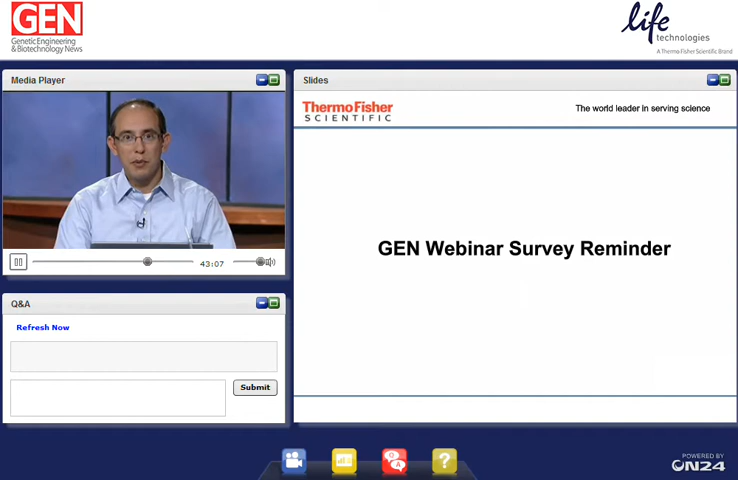 GEN
Genetic Engineering
& Biotechnology News
life
technologies
A Thermo Fisher Scientific Brand
Media Player
43:07
Q&A
Refresh Now
Submit
Slides
ThermoFisher
SCIENTIFIC
The world leader in serving science
GEN Webinar Survey Reminder
Q
A
?
POWERED BY
ON24